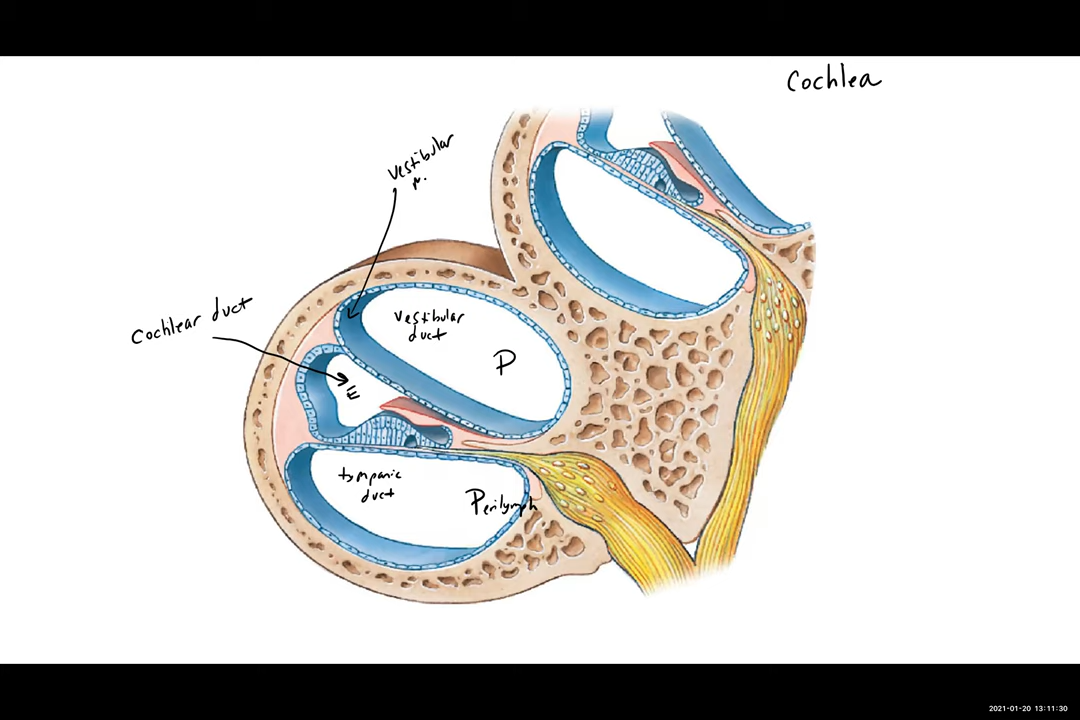 Cochlea
Vestibular
m.
Cochlear duct
vestibular
duct
P
E
tympanic
duct
Perilymph
2021-01-20 13:11:30